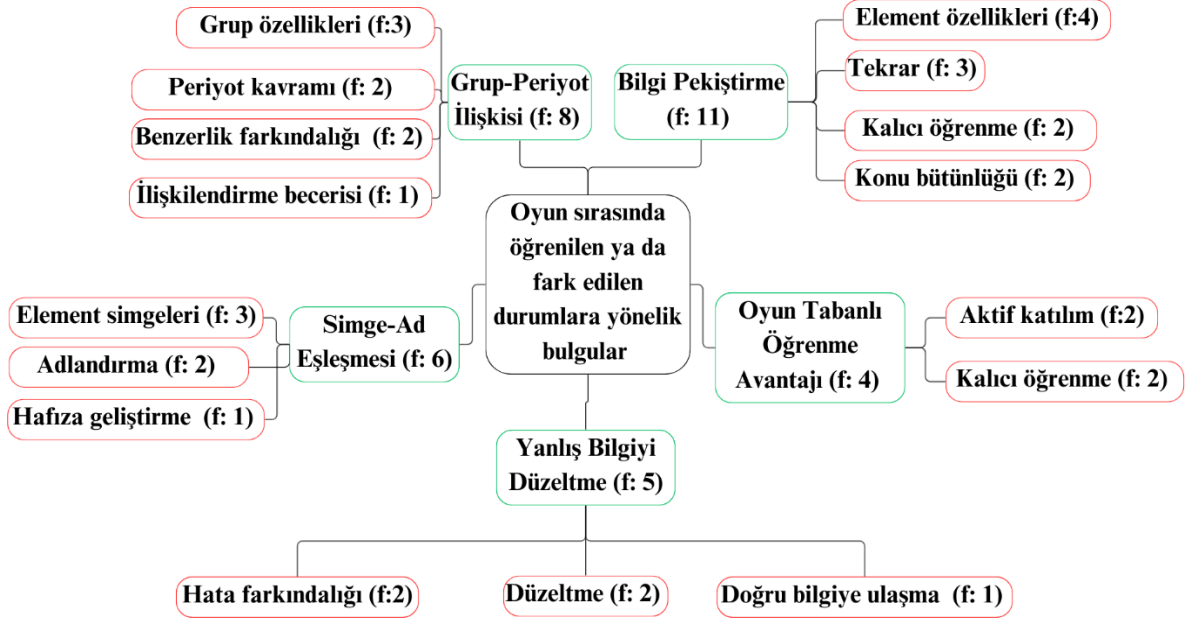 Grup özellikleri (f:3)
Periyot kavramı (f: 2)
Benzerlik farkındalığı (f: 2)
İlişkilendirme becerisi (f: 1)
Grup-Periyot
İlişkisi (f: 8)
Bilgi Pekiştirme
(f: 11)
Element özellikleri (f:4)
Tekrar (f: 3)
Kalıcı öğrenme (f: 2)
Konu bütünlüğü (f: 2)
Oyun sırasında
öğrenilen ya da
fark edilen
durumlara yönelik
bulgular
Element simgeleri (f: 3)
Adlandırma (f: 2)
Hafıza geliştirme (f: 1)
Simge-Ad
Eşleşmesi (f: 6)
Oyun Tabanlı
Öğrenme
Avantajı (f: 4)
Aktif katılım (f:2)
Kalıcı öğrenme (f: 2)
Yanlış Bilgiyi
Düzeltme (f: 5)
Hata farkındalığı (f:2)
Düzeltme (f: 2)
Doğru bilgiye ulaşma (f: 1)